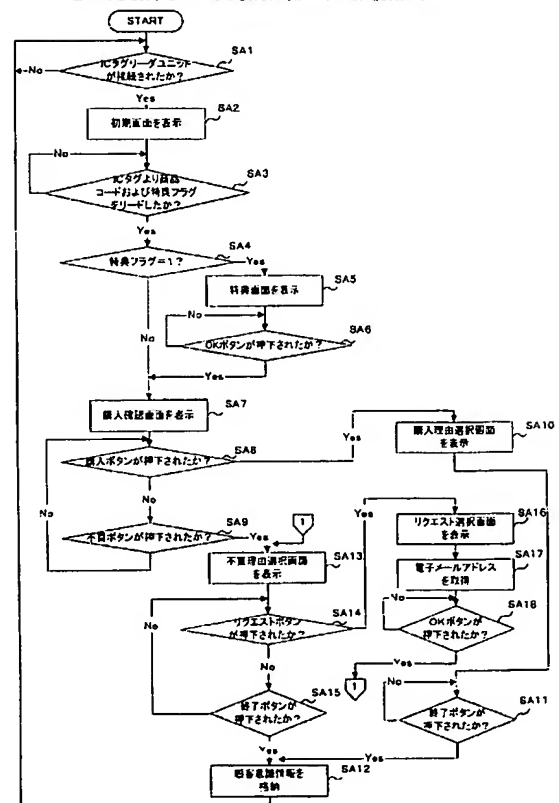 START
ICタグリーダユニット
が接続されたか？
SA1
No
Yes
SA2
初期画面を表示
No
ICタグより商品
コードおよび特典フラグ
をリードしたか？
SA3
Yes
SA4
特典フラグ=1？
Yes
SA5
特典画面を表示
No
No
OKボタンが押下されたか？
SA6
Yes
SA7
購入確認画面を表示
SA8
購入ボタンが押下されたか？
Yes
購入理由選択画面
を表示
SA10
No
No
SA9
不買ボタンが押下されたか？
Yes
1
Yes
SA16
リクエスト選択画面
を表示
SA13
不買理由選択画面
を表示
SA17
電子メールアドレス
を取得
No
SA18
OKボタンが
押下されたか？
No
リクエストボタン
が押下されたか？
SA14
Yes
1
No
No
SA15
終了ボタンが
押下されたか？
SA11
終了ボタンが
押下されたか？
Yes
Yes
SA12
顧客意識情報を
格納